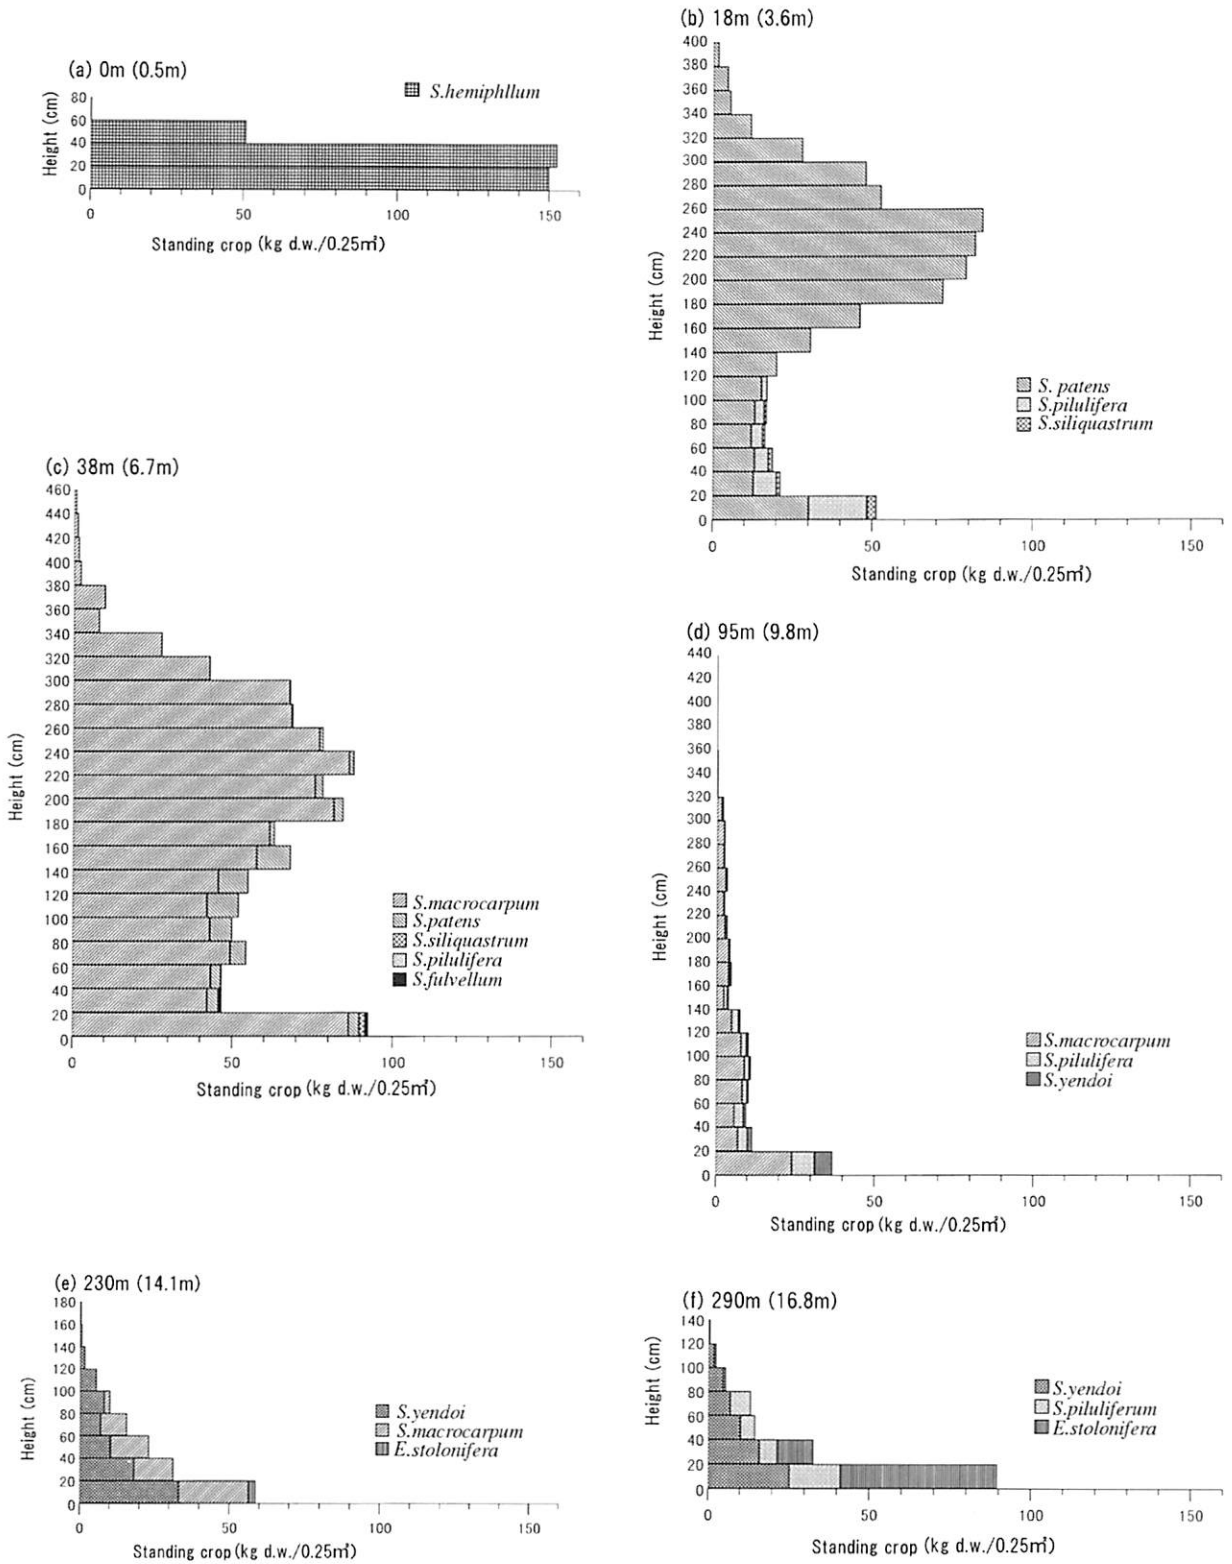 (a) 0m (0.5m)
S.hemiphllum
Height (cm)
80
60
40
20
0
0 50 100 150
Standing crop (kg d.w./0.25㎡)
(b) 18m (3.6m)
Height (cm)
400
380
360
340
320
300
280
260
240
220
200
180
160
140
120
100
80
60
40
20
0
S. patens
S.pilulifera
S.siliquastrum
0 50 100 150
Standing crop (kg d.w./0.25㎡)
(c) 38m (6.7m)
Height (cm)
460
440
420
400
380
360
340
320
300
280
260
240
220
200
180
160
140
120
100
80
60
40
20
0
S.macrocarpum
S.patens
S.siliquastrum
S.pilulifera
S.fulvellum
0 50 100 150
Standing crop (kg d.w./0.25㎡)
(d) 95m (9.8m)
Height (cm)
440
420
400
380
360
340
320
300
280
260
240
220
200
180
160
140
120
100
80
60
40
20
0
S.macrocarpum
S.pilulifera
S.yendoi
0 50 100 150
Standing crop (kg d.w./0.25㎡)
(e) 230m (14.1m)
Height (cm)
180
160
140
120
100
80
60
40
20
0
S.yendoi
S.macrocarpum
E.stolonifera
0 50 100 150
Standing crop (kg d.w./0.25㎡)
(f) 290m (16.8m)
Height (cm)
140
120
100
80
60
40
20
0
S.yendoi
S.piluliferum
E.stolonifera
0 50 100 150
Standing crop (kg d.w./0.25㎡)